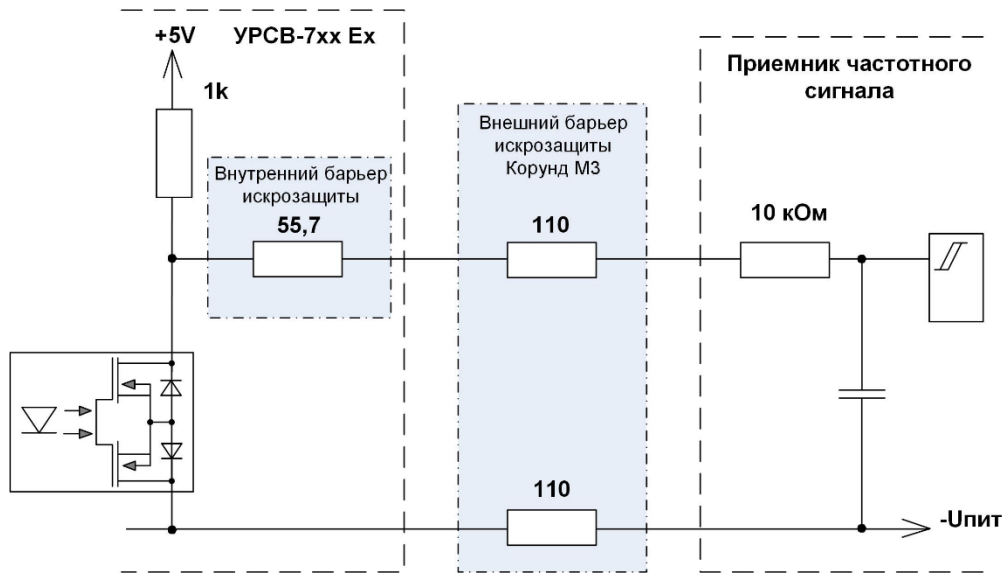 +5V
УРСВ-7xx Ex
1k
Внутренний барьер
искрозащиты
55,7
Внешний барьер
искрозащиты
Корунд М3
110
Приемник частотного
сигнала
10 кОм
110
-Uпит